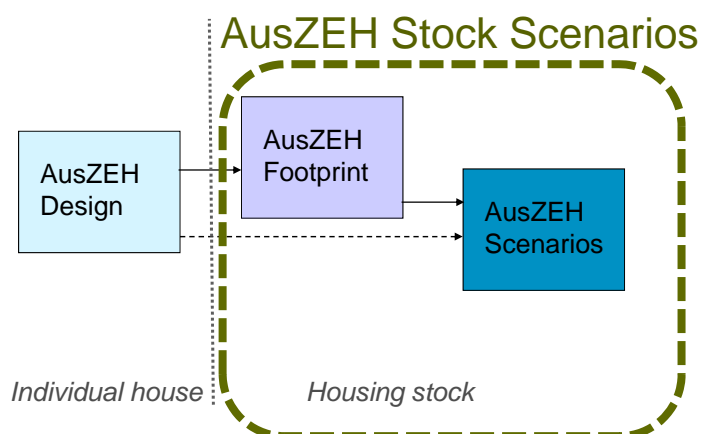 AusZEH Stock Scenarios
AusZEH
Design
AusZEH
Footprint
AusZEH
Scenarios
Individual house
Housing stock